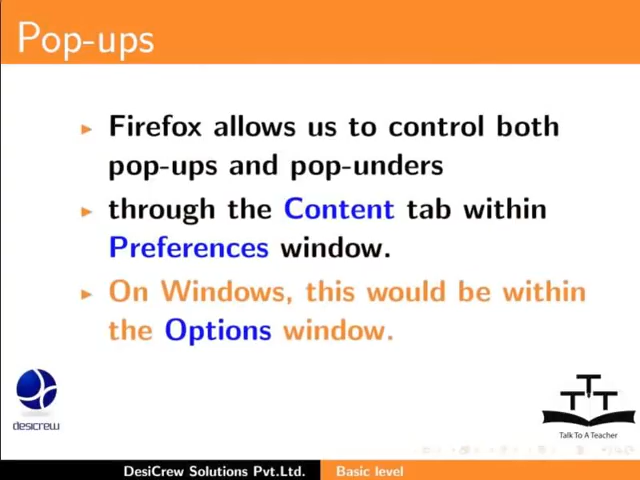 Pop-ups
Firefox allows us to control both
pop-ups and pop-unders
through the Content tab within
Preferences window.
On Windows, this would be within
the Options window.
desicrew
T T T
Talk To A Teacher
DesiCrew Solutions Pvt.Ltd. Basic level